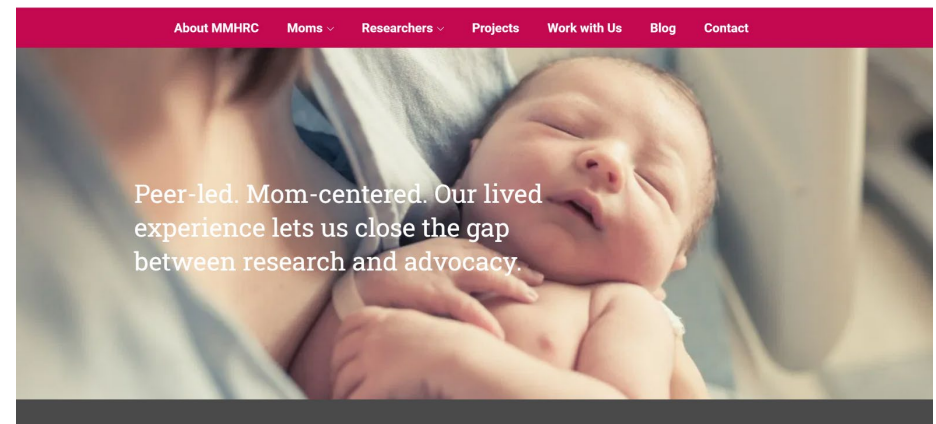 About MMHRC Moms Researchers Projects Work with Us Blog Contact
Peer-led. Mom-centered. Our lived
experience lets us close the gap
between research and advocacy.